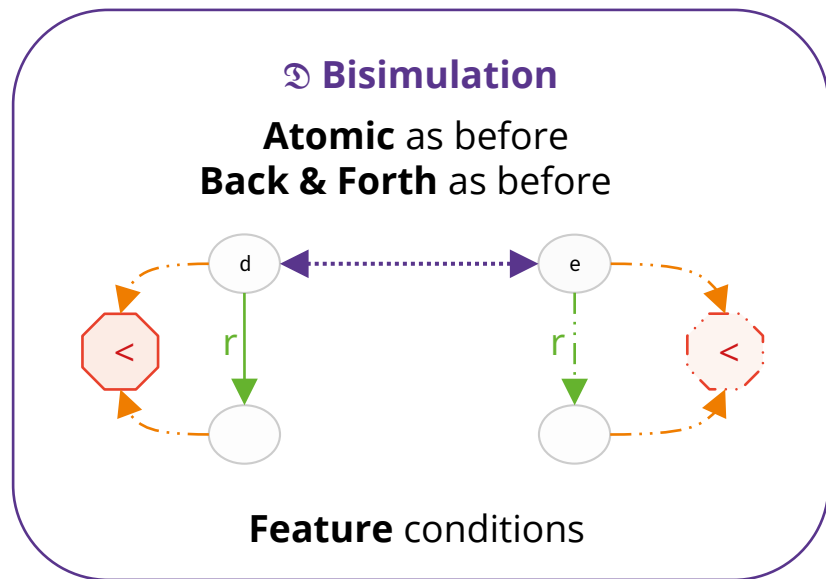 𝔇 Bisimulation
Atomic as before
Back & Forth as before
d
e
<
r
r
<
Feature conditions